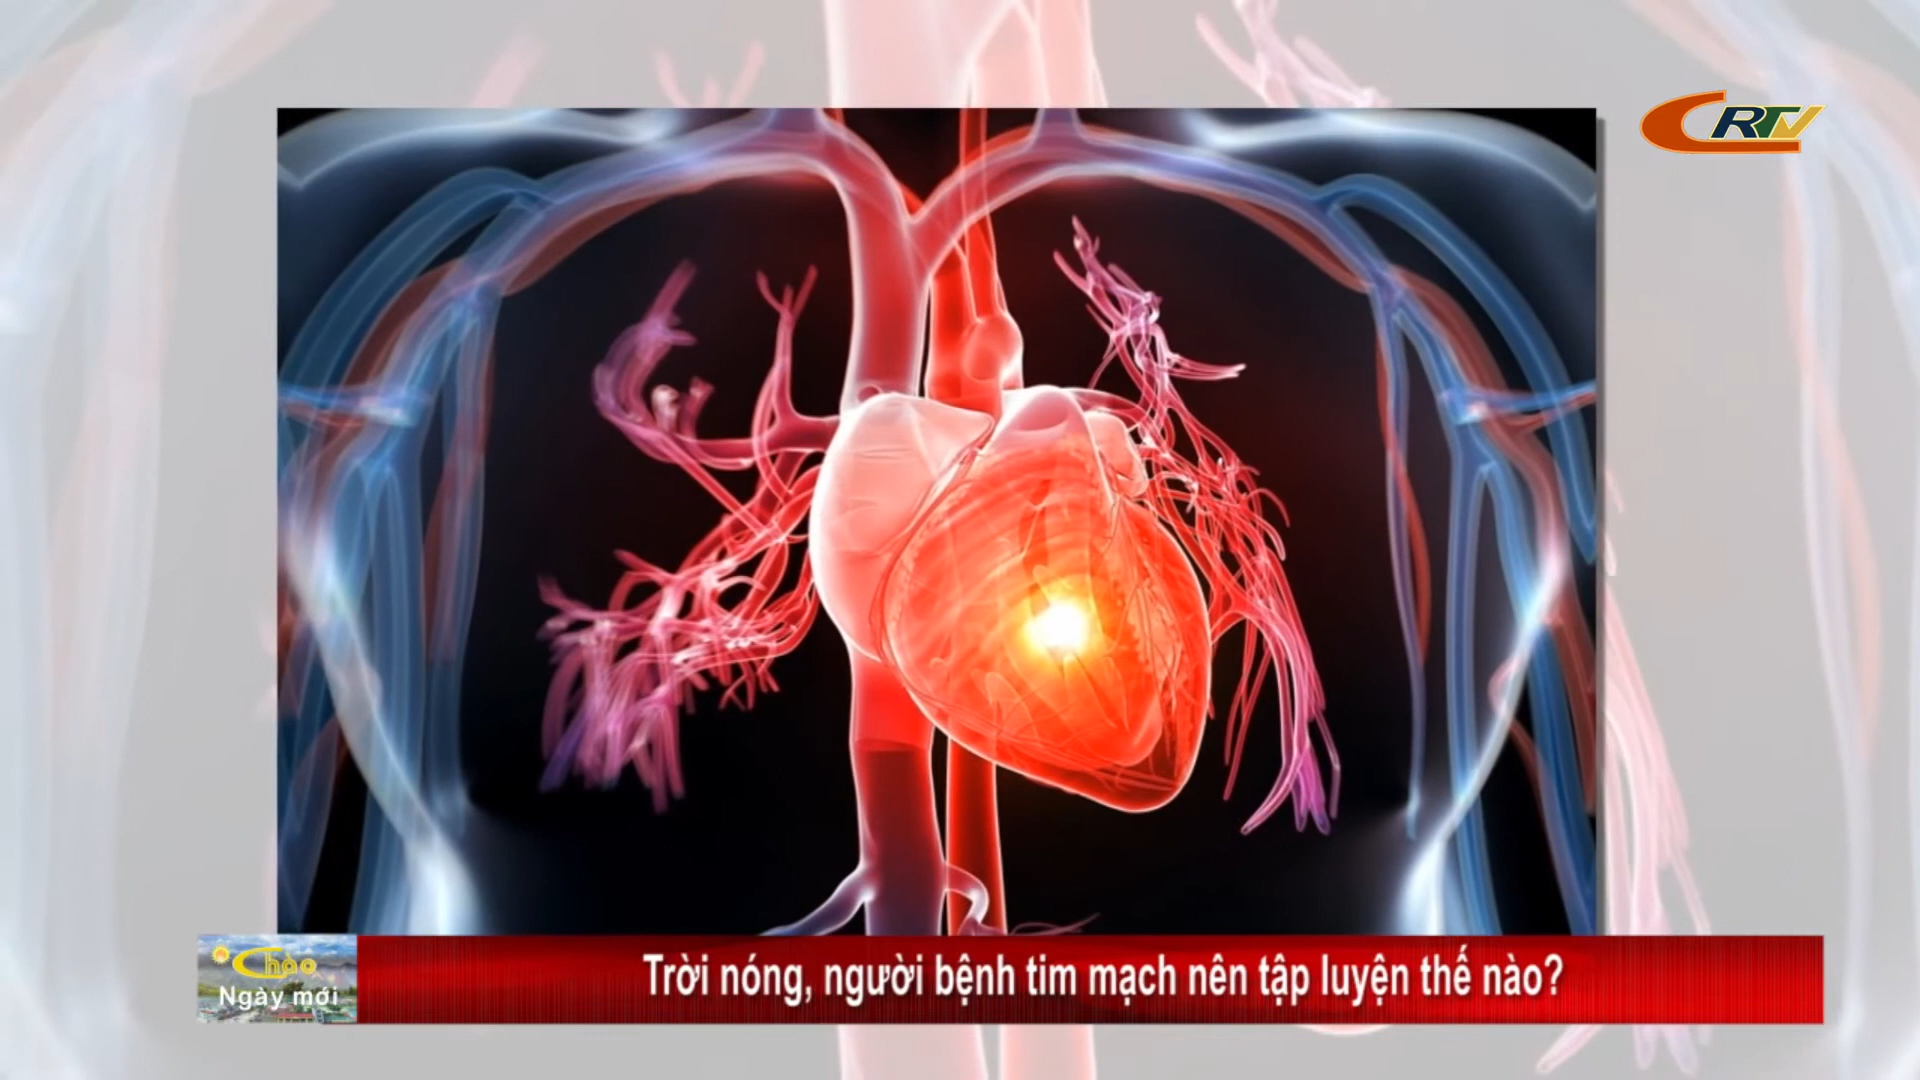 CRTV
Chào
Ngày mới
Trời nóng, người bệnh tim mạch nên tập luyện thế nào?